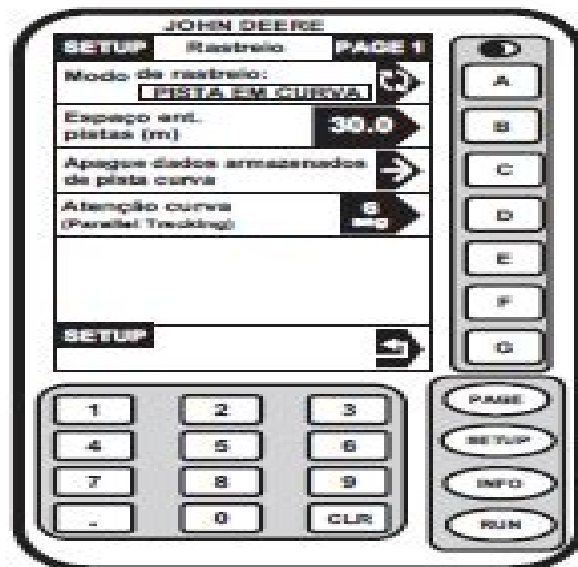 JOHN DEERE
SETUP Rastreio PAGE 1
Modo de rastreio:
PISTA EM CURVA
Espaço ent.
pistas (m)
30.0
Apague dados armazenados
de pista curva
Atenção curva
(Parallel Tracking)
6
SEG
SETUP
A
B
C
D
E
F
G
PAGE
SETUP
INFO
RUN
1 2 3
4 5 6
7 8 9
. 0 CLR